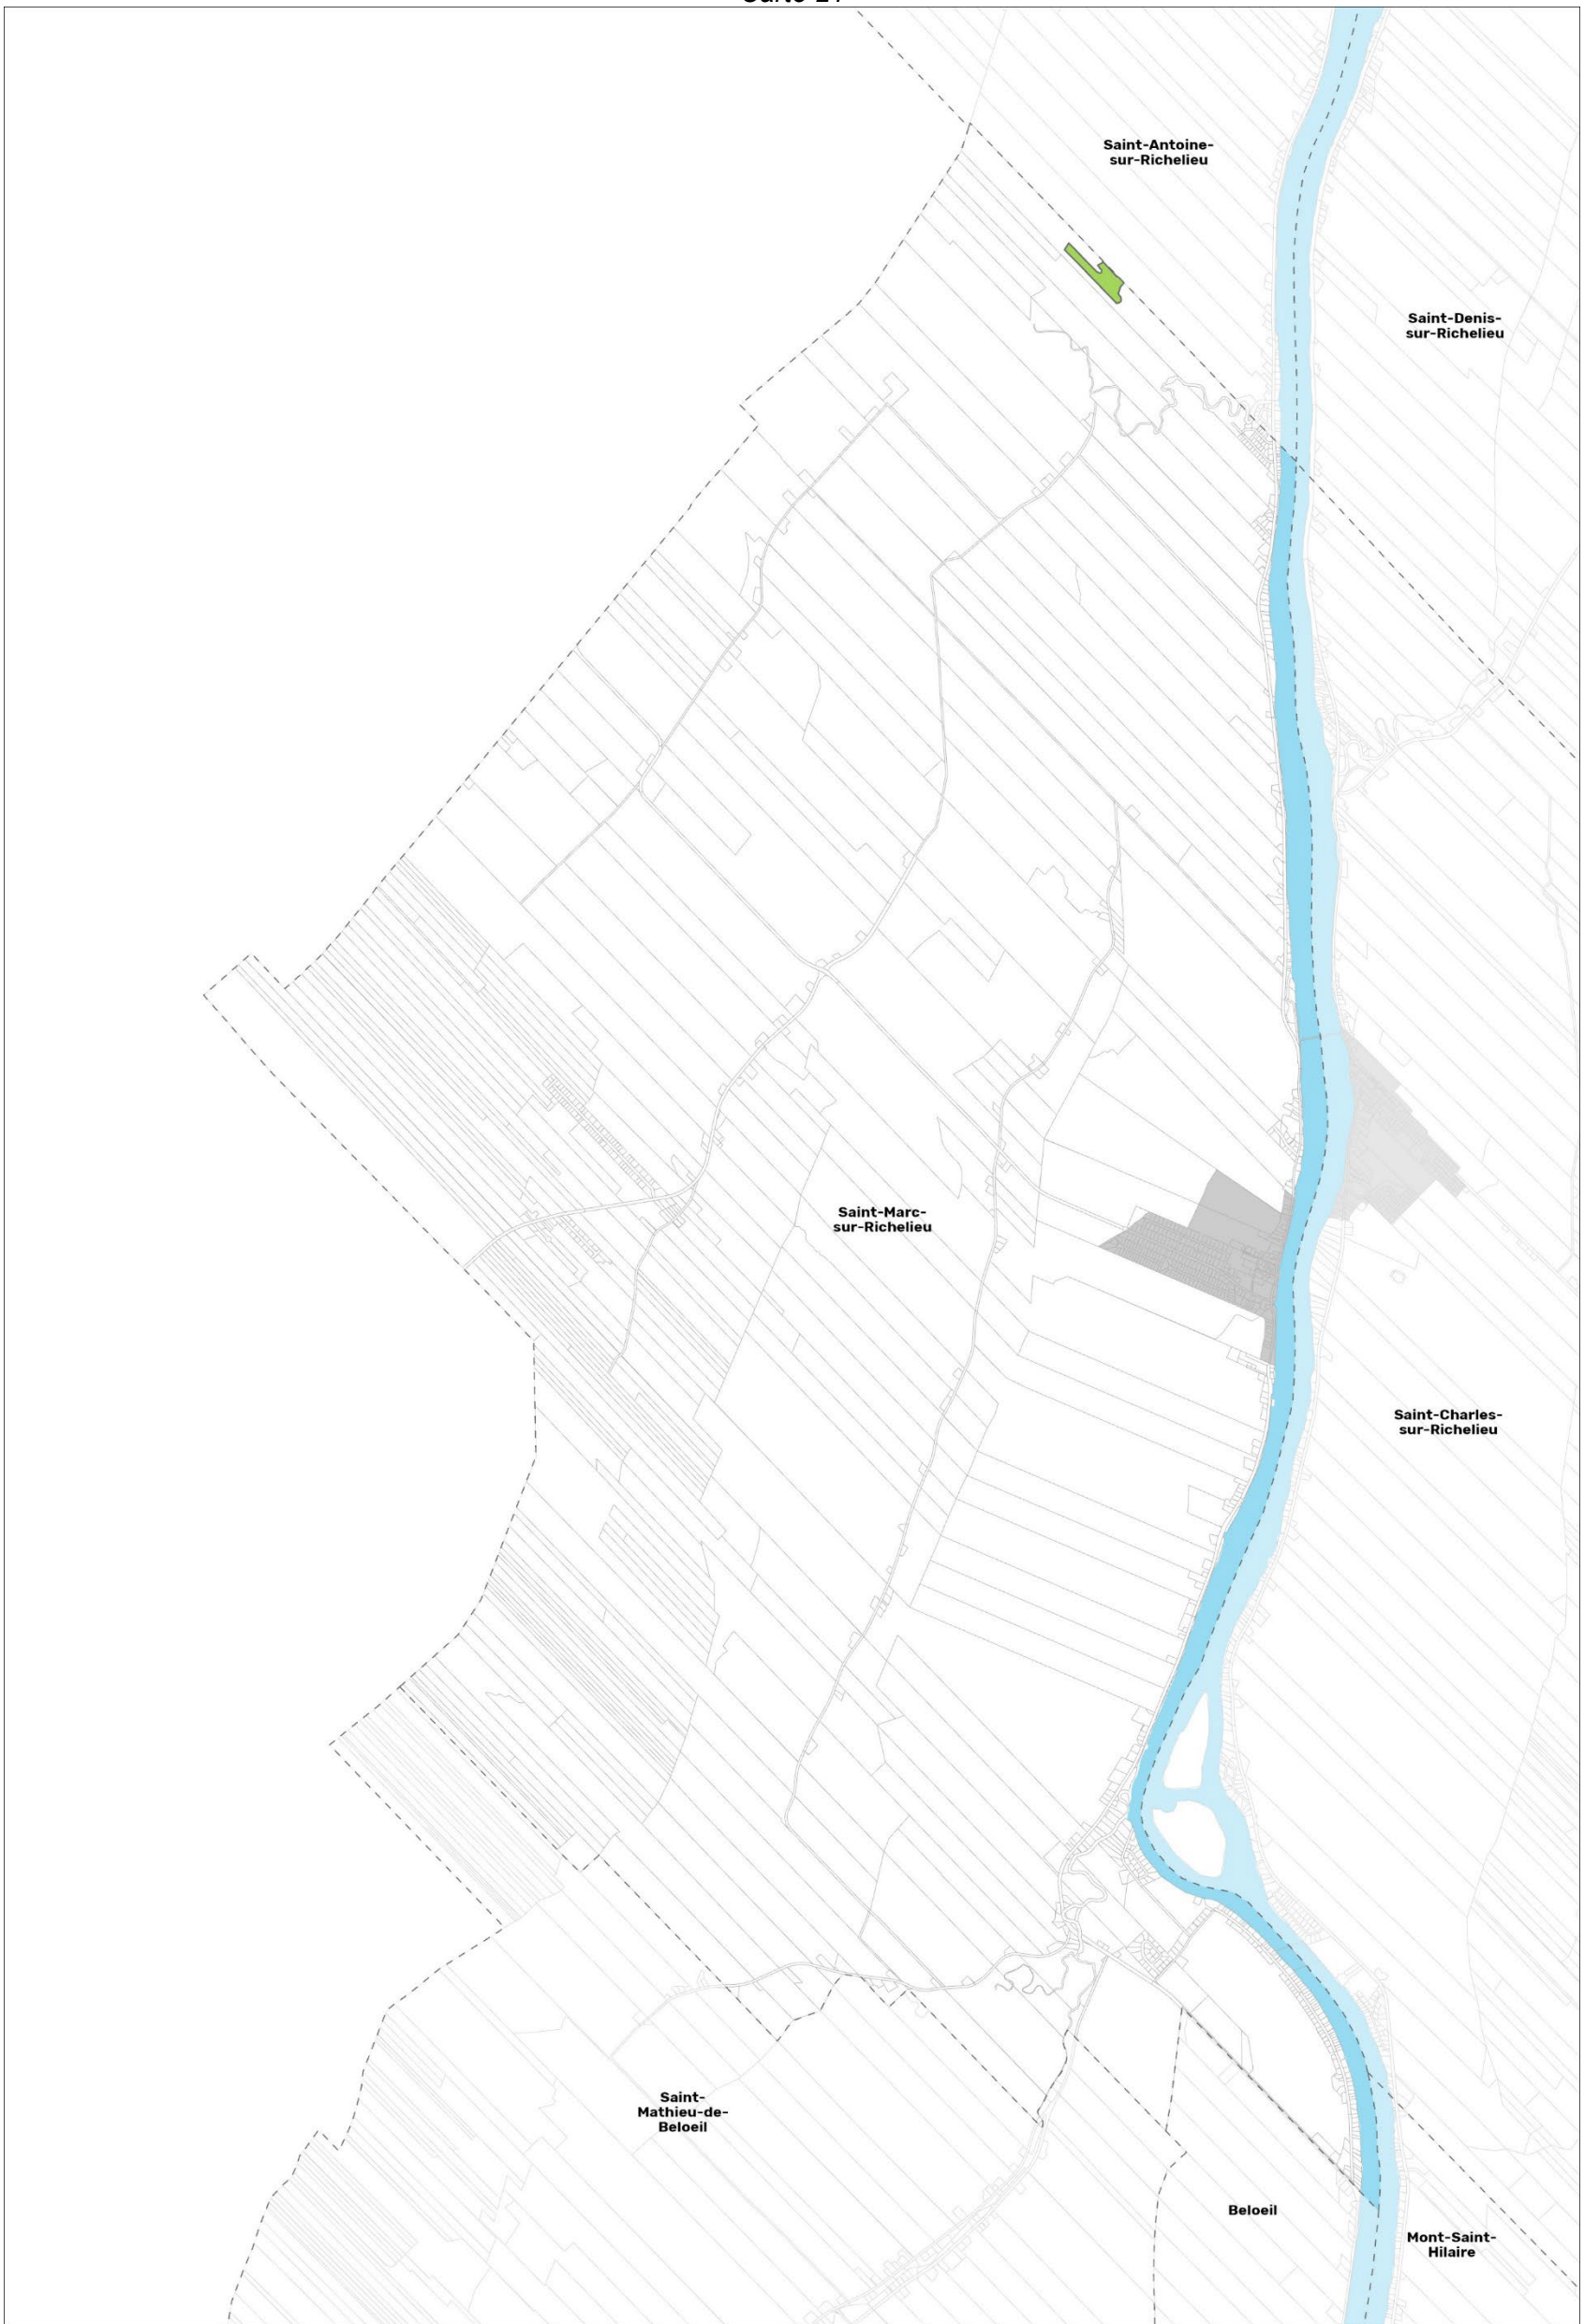 Saint-Antoine-
sur-Richelieu
Saint-Denis-
sur-Richelieu
Saint-Marc-
sur-Richelieu
Saint-Charles-
sur-Richelieu
Saint-
Mathieu-de-
Beloeil
Beloeil
Mont-Saint-
Hilaire